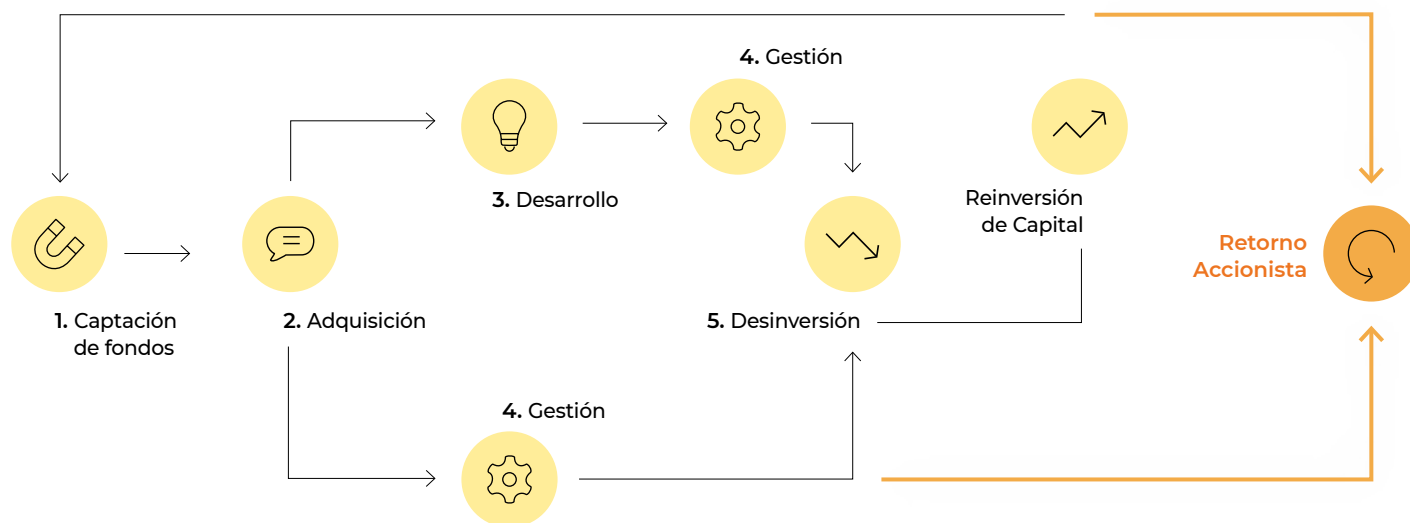 4. Gestión
3. Desarrollo
Reinversión
de Capital
Retorno
Accionista
1. Captación
de fondos
2. Adquisición
5. Desinversión
4. Gestión